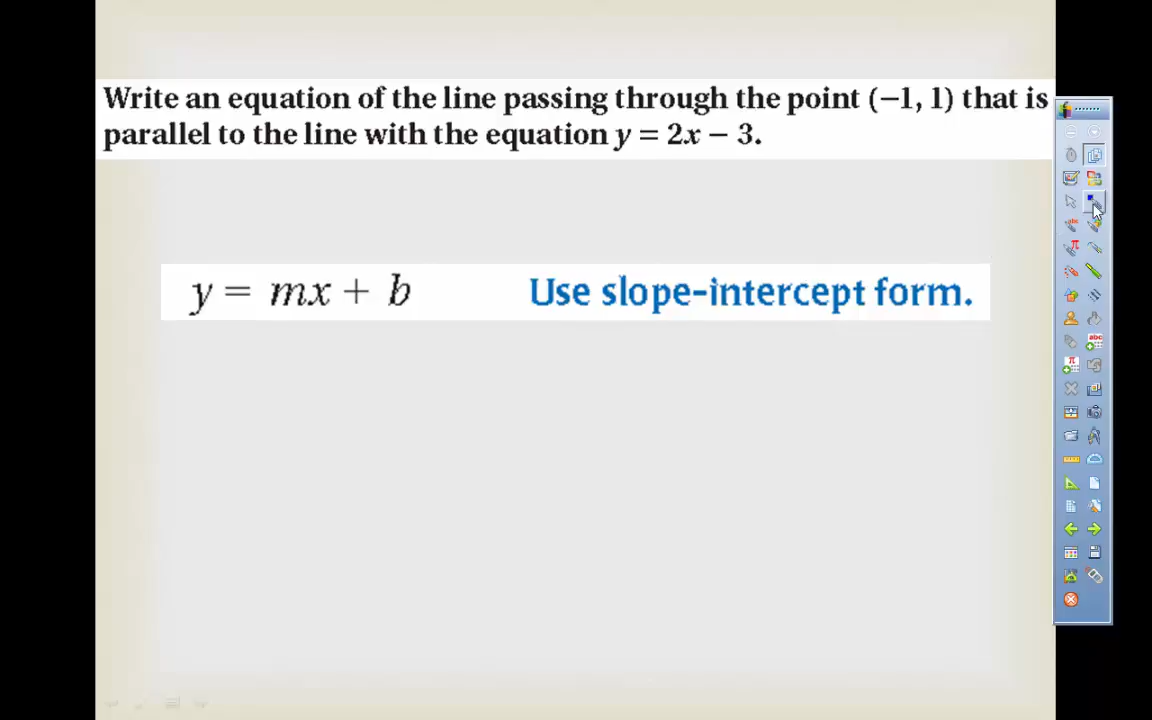 Write an equation of the line passing through the point (−1, 1) that is
parallel to the line with the equation y = 2x − 3.
y = mx + b Use slope-intercept form.